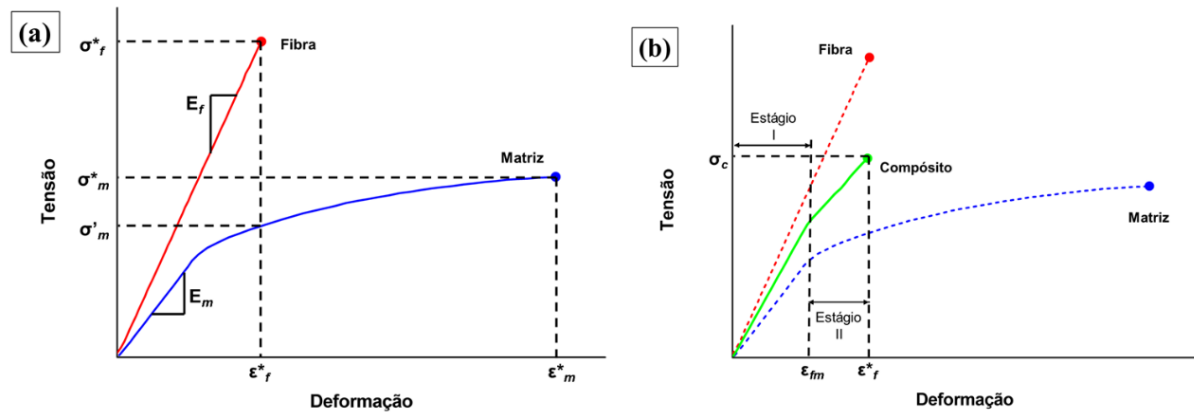 (a)
σ*f
Fibra
Ef
Matriz
σ*m
σ'm
Em
Tensão
ε*f
ε*m
Deformação
(b)
Fibra
Estágio
I
σc
Compósito
Matriz
Estágio
II
Tensão
εfm
ε*f
Deformação